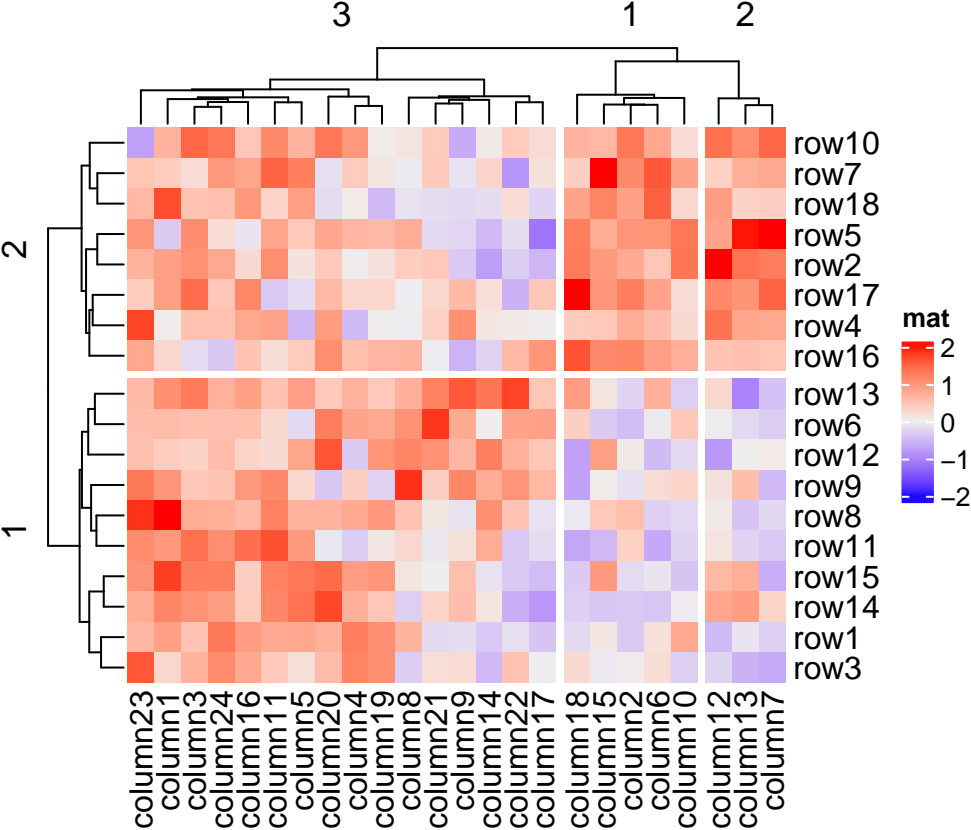 3 1 2
2
row10
row7
row18
row5
row2
row17
row4
row16
1
row13
row6
row12
row9
row8
row11
row15
row14
row1
row3
column23
column1
column3
column24
column16
column11
column5
column20
column4
column19
column8
column21
column9
column14
column22
column17
column18
column15
column2
column6
column10
column12
column13
column7
mat
2
1
0
−1
−2